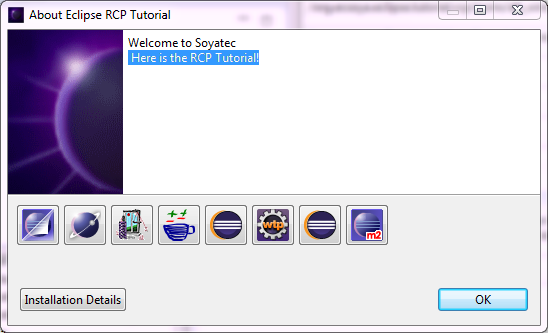 About Eclipse RCP Tutorial
Welcome to Soyatec
Here is the RCP Tutorial!
++
wtp
m2
Installation Details
OK